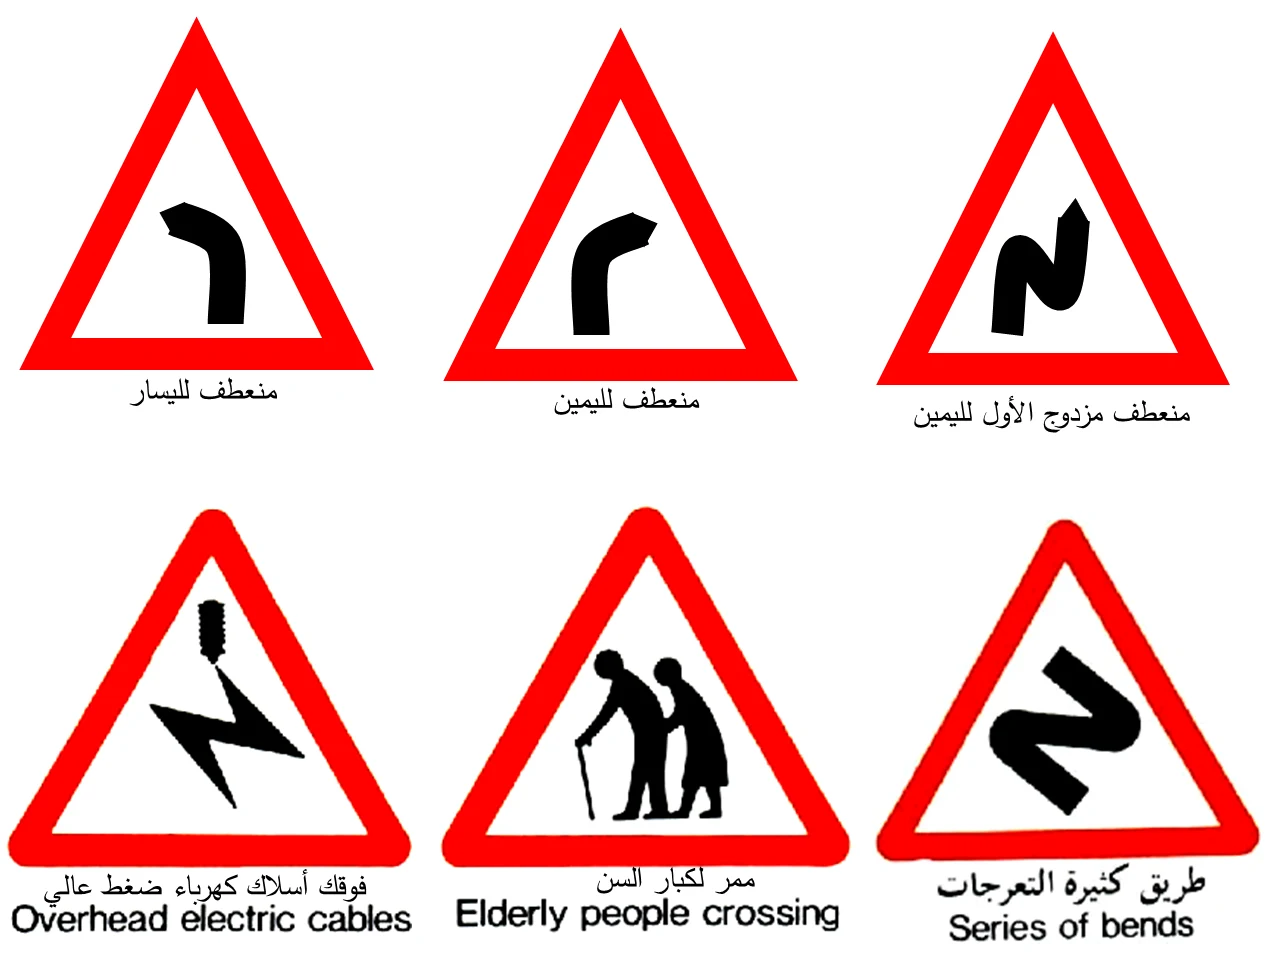 منعطف لليسار
منعطف لليمين
منعطف مزدوج الأول لليمين
فوقك أسلاك كهرباء ضغط عالي
Overhead electric cables
ممر لكبار السن
Elderly people crossing
طريق كثيرة التعرجات
Series of bends